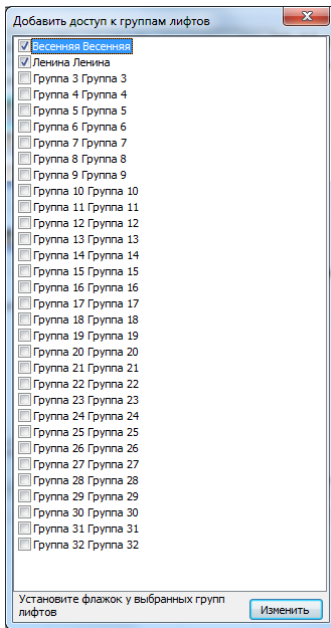 Добавить доступ к группам лифтов
Весенняя Весенняя
Ленина Ленина
Группа 3 Группа 3
Группа 4 Группа 4
Группа 5 Группа 5
Группа 6 Группа 6
Группа 7 Группа 7
Группа 8 Группа 8
Группа 9 Группа 9
Группа 10 Группа 10
Группа 11 Группа 11
Группа 12 Группа 12
Группа 13 Группа 13
Группа 14 Группа 14
Группа 15 Группа 15
Группа 16 Группа 16
Группа 17 Группа 17
Группа 18 Группа 18
Группа 19 Группа 19
Группа 20 Группа 20
Группа 21 Группа 21
Группа 22 Группа 22
Группа 23 Группа 23
Группа 24 Группа 24
Группа 25 Группа 25
Группа 26 Группа 26
Группа 27 Группа 27
Группа 28 Группа 28
Группа 29 Группа 29
Группа 30 Группа 30
Группа 31 Группа 31
Группа 32 Группа 32
Установите флажок у выбранных групп
лифтов
Изменить